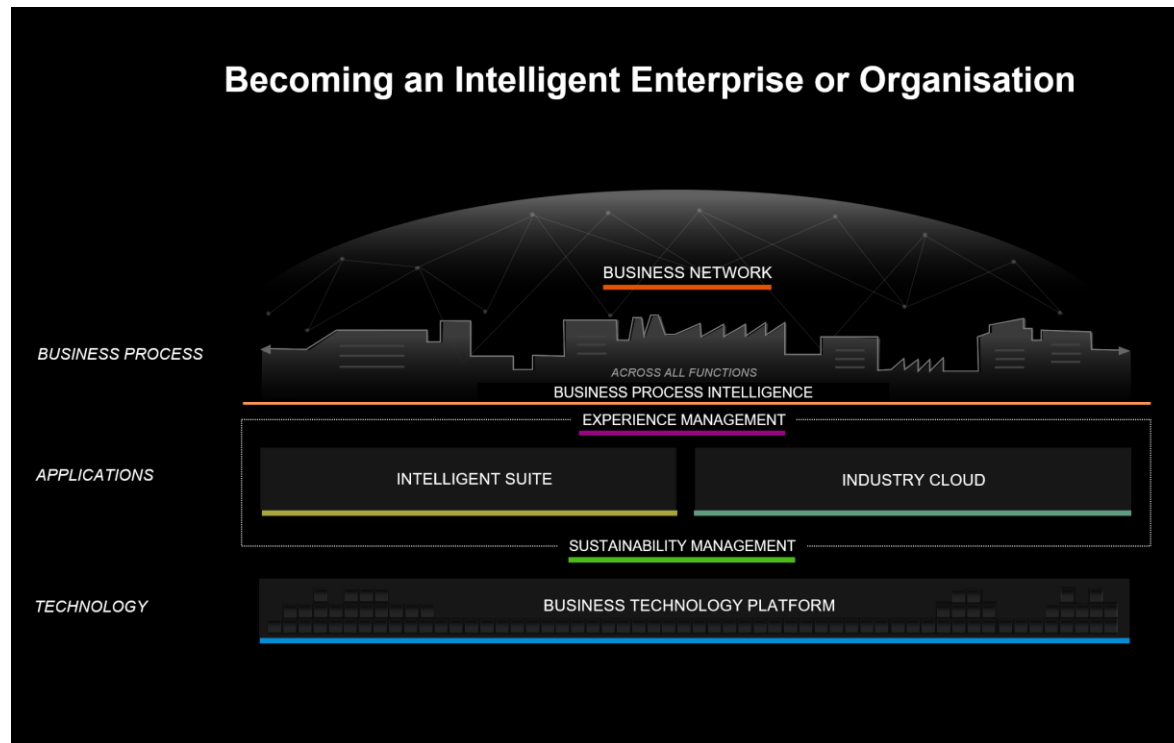 Becoming an Intelligent Enterprise or Organisation
BUSINESS NETWORK
BUSINESS PROCESS
ACROSS ALL FUNCTIONS
BUSINESS PROCESS INTELLIGENCE
EXPERIENCE MANAGEMENT
APPLICATIONS
INTELLIGENT SUITE
INDUSTRY CLOUD
SUSTAINABILITY MANAGEMENT
TECHNOLOGY
BUSINESS TECHNOLOGY PLATFORM